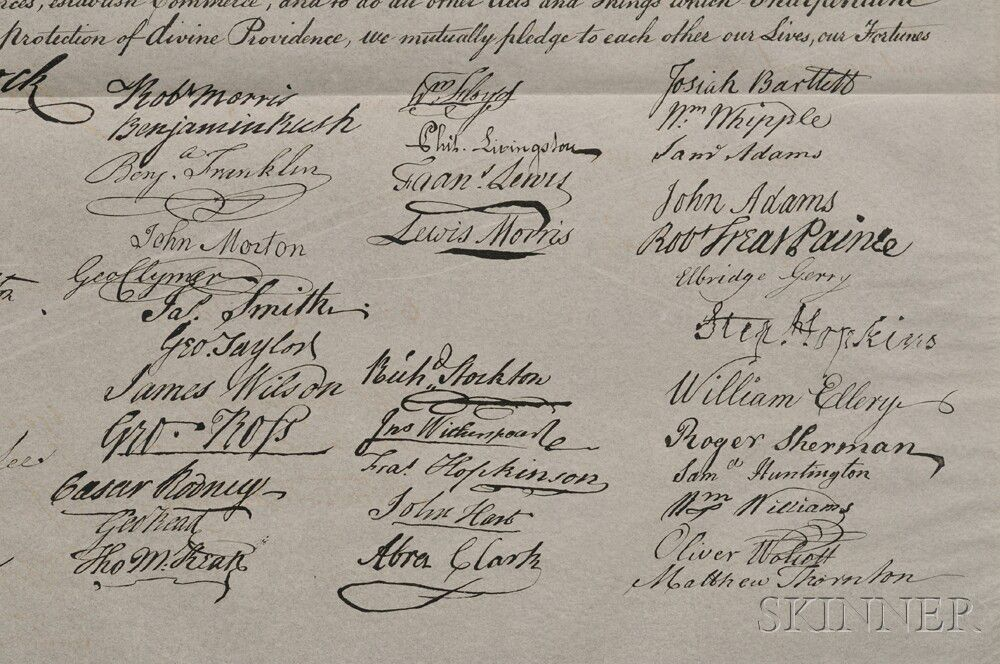 establish Commerce, and to do all other Acts and Things which Independent
protection of divine Providence, we mutually pledge to each other our Lives, our Fortunes
ock
Robt Morris
Benjamin Rush
Benja. Franklin
John Morton
Geo Clymer
Jas. Smith.
Geo. Taylor
James Wilson
Geo. Ross
Caesar Rodney
Geo Read
Tho M:Kean
Wm Floyd
Phil. Livingston
Frans. Lewis
Lewis Morris
Richd. Stockton
Jno Witherspoon
Fras. Hopkinson
John Hart
Abra Clark
Josiah Bartlett
Wm Whipple
Saml Adams
John Adams
Robt Treat Paine
Elbridge Gerry
Step. Hopkins
William Ellery
Roger Sherman
Saml Huntington
Wm Williams
Oliver Wolcott
Matthew Thornton
SKINNER